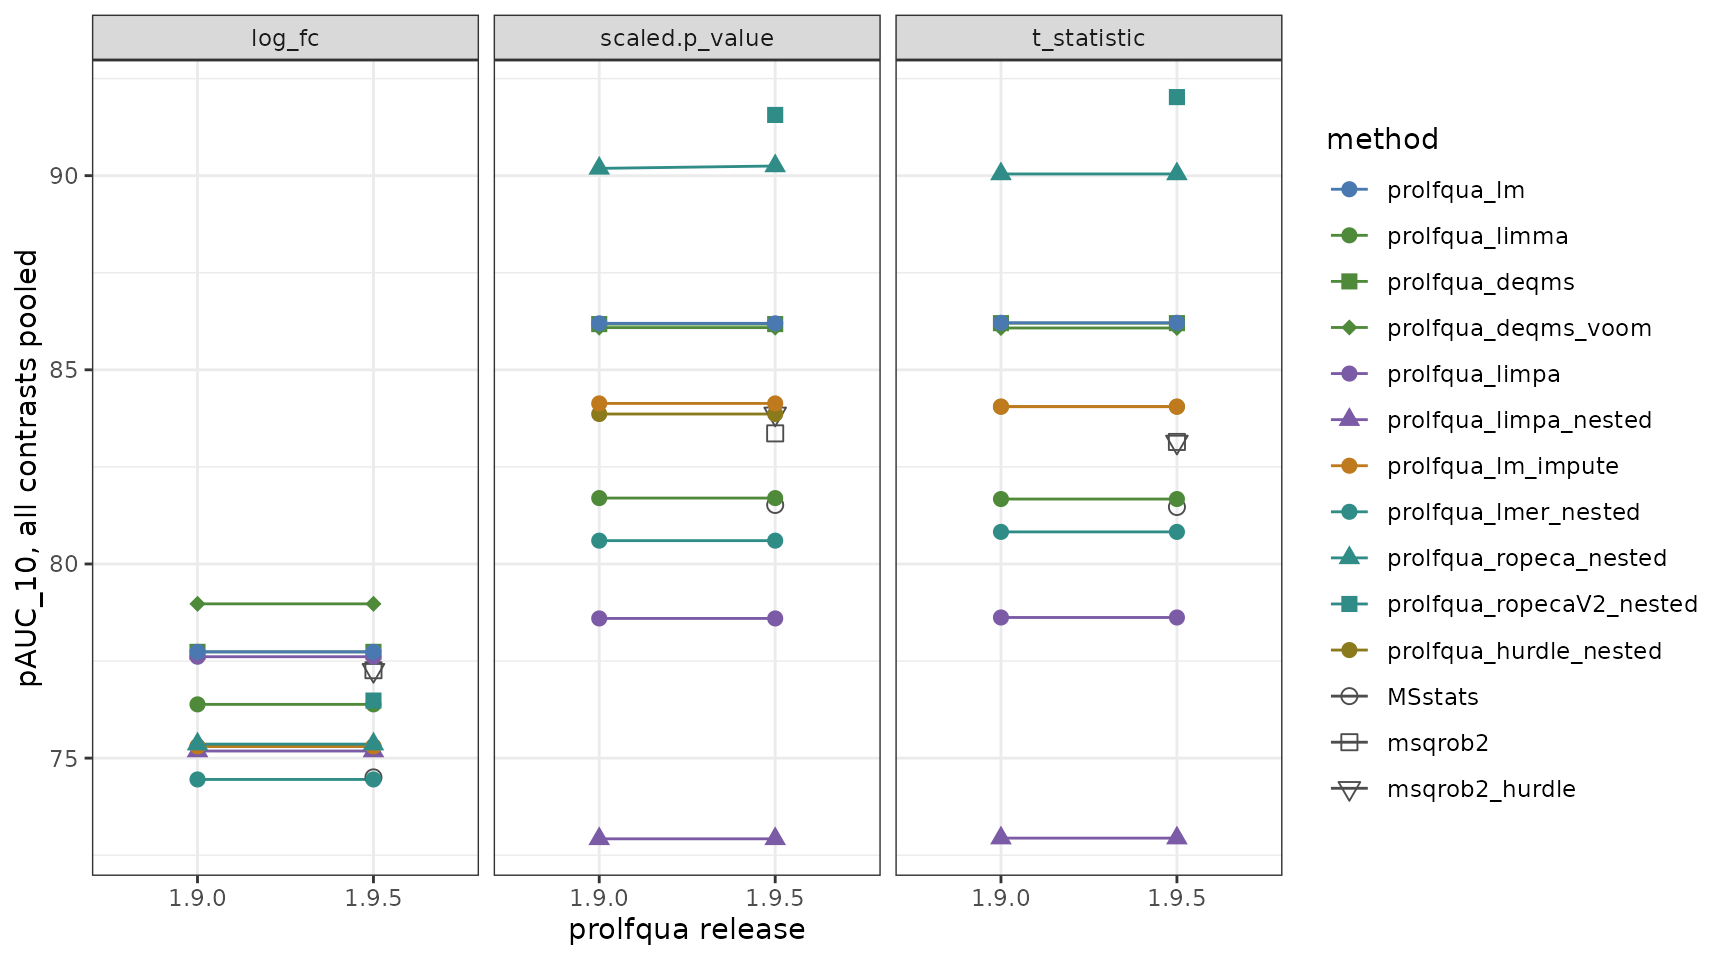 log_fc
scaled.p_value
t_statistic
pAUC_10, all contrasts pooled
90
85
80
75
1.9.0
1.9.5
1.9.0
1.9.5
1.9.0
1.9.5
prolfqua release
method
prolfqua_lm
prolfqua_limma
prolfqua_deqms
prolfqua_deqms_voom
prolfqua_limpa
prolfqua_limpa_nested
prolfqua_lm_impute
prolfqua_lmer_nested
prolfqua_ropeca_nested
prolfqua_ropecaV2_nested
prolfqua_hurdle_nested
MSstats
msqrob2
msqrob2_hurdle